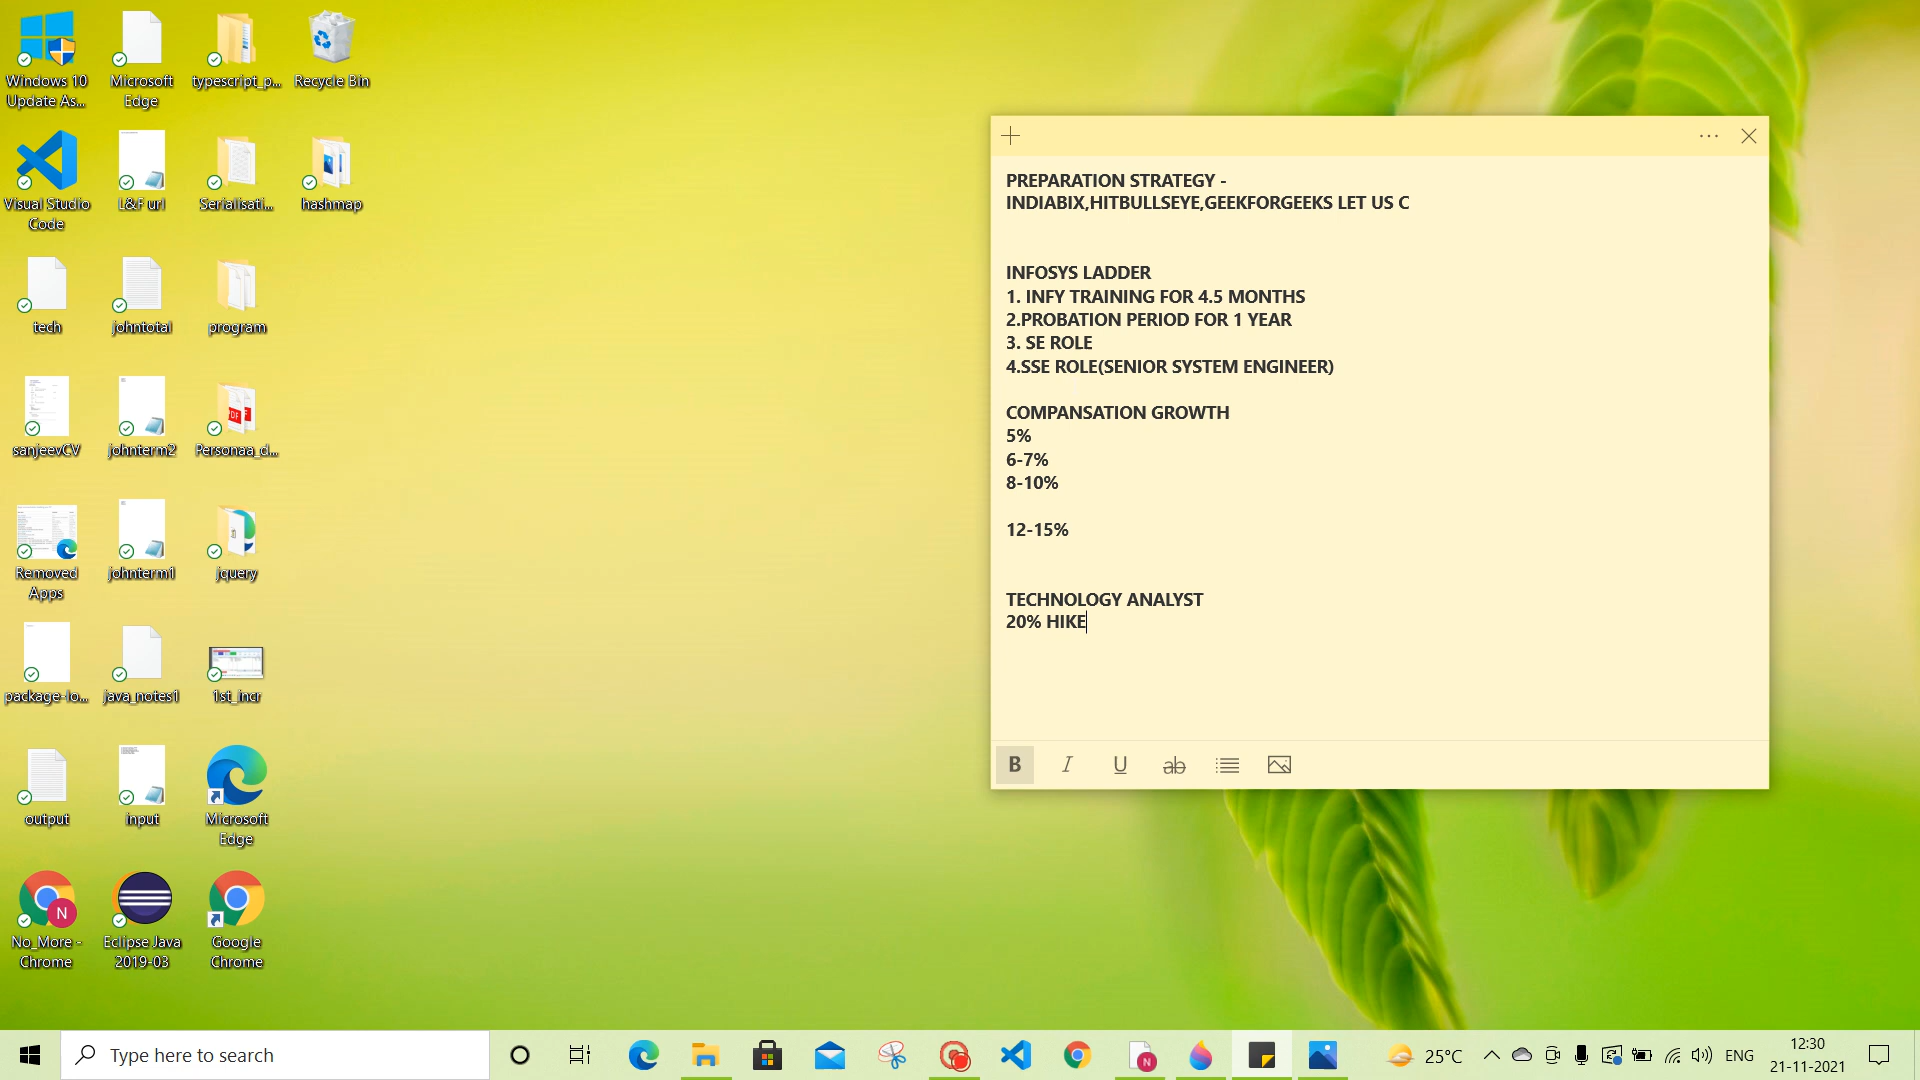 Windows 10
Update As...
Microsoft
Edge
typescript_p...
Recycle Bin
Visual Studio
Code
L&F url
Serialisati...
hashmap
tech
johntotal
program
sanjeevCV
johnterm2
Personaa_d...
Removed
Apps
johnterm1
jquery
package-lo...
java_notes1
1st_incr
output
input
Microsoft
Edge
No_More -
Chrome
Eclipse Java
2019-03
Google
Chrome
PREPARATION STRATEGY -
INDIABIX,HITBULLSEYE,GEEKFORGEEKS LET US C
INFOSYS LADDER
1. INFY TRAINING FOR 4.5 MONTHS
2.PROBATION PERIOD FOR 1 YEAR
3. SE ROLE
4.SSE ROLE(SENIOR SYSTEM ENGINEER)
COMPANSATION GROWTH
5%
6-7%
8-10%
12-15%
TECHNOLOGY ANALYST
20% HIKE
B I U ab
Type here to search
25°C
ENG
12:30
21-11-2021